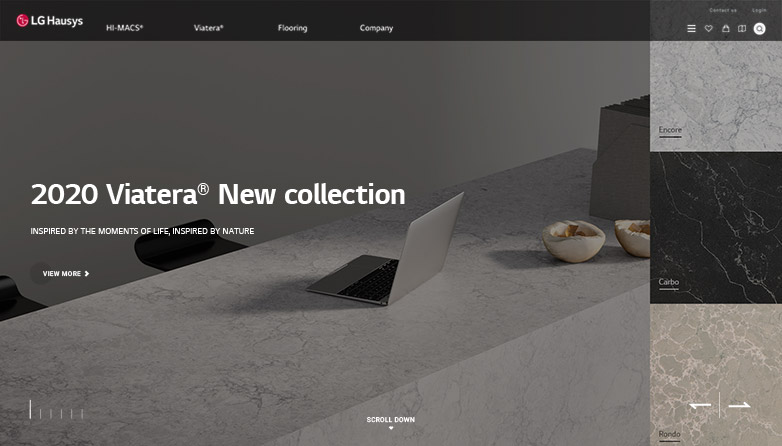 Contact us Login
LG Hausys
HI-MACS® Viatera® Flooring Company
Encore
2020 Viatera® New collection
INSPIRED BY THE MOMENTS OF LIFE, INSPIRED BY NATURE
VIEW MORE
Carbo
SCROLL DOWN
Rondo